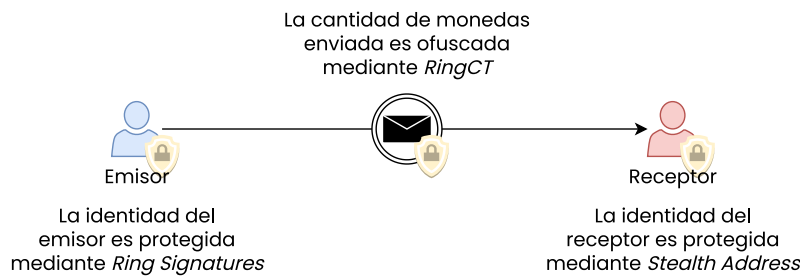 La cantidad de monedas
enviada es ofuscada
mediante RingCT
Emisor
Receptor
La identidad del
emisor es protegida
mediante Ring Signatures
La identidad del
receptor es protegida
mediante Stealth Address